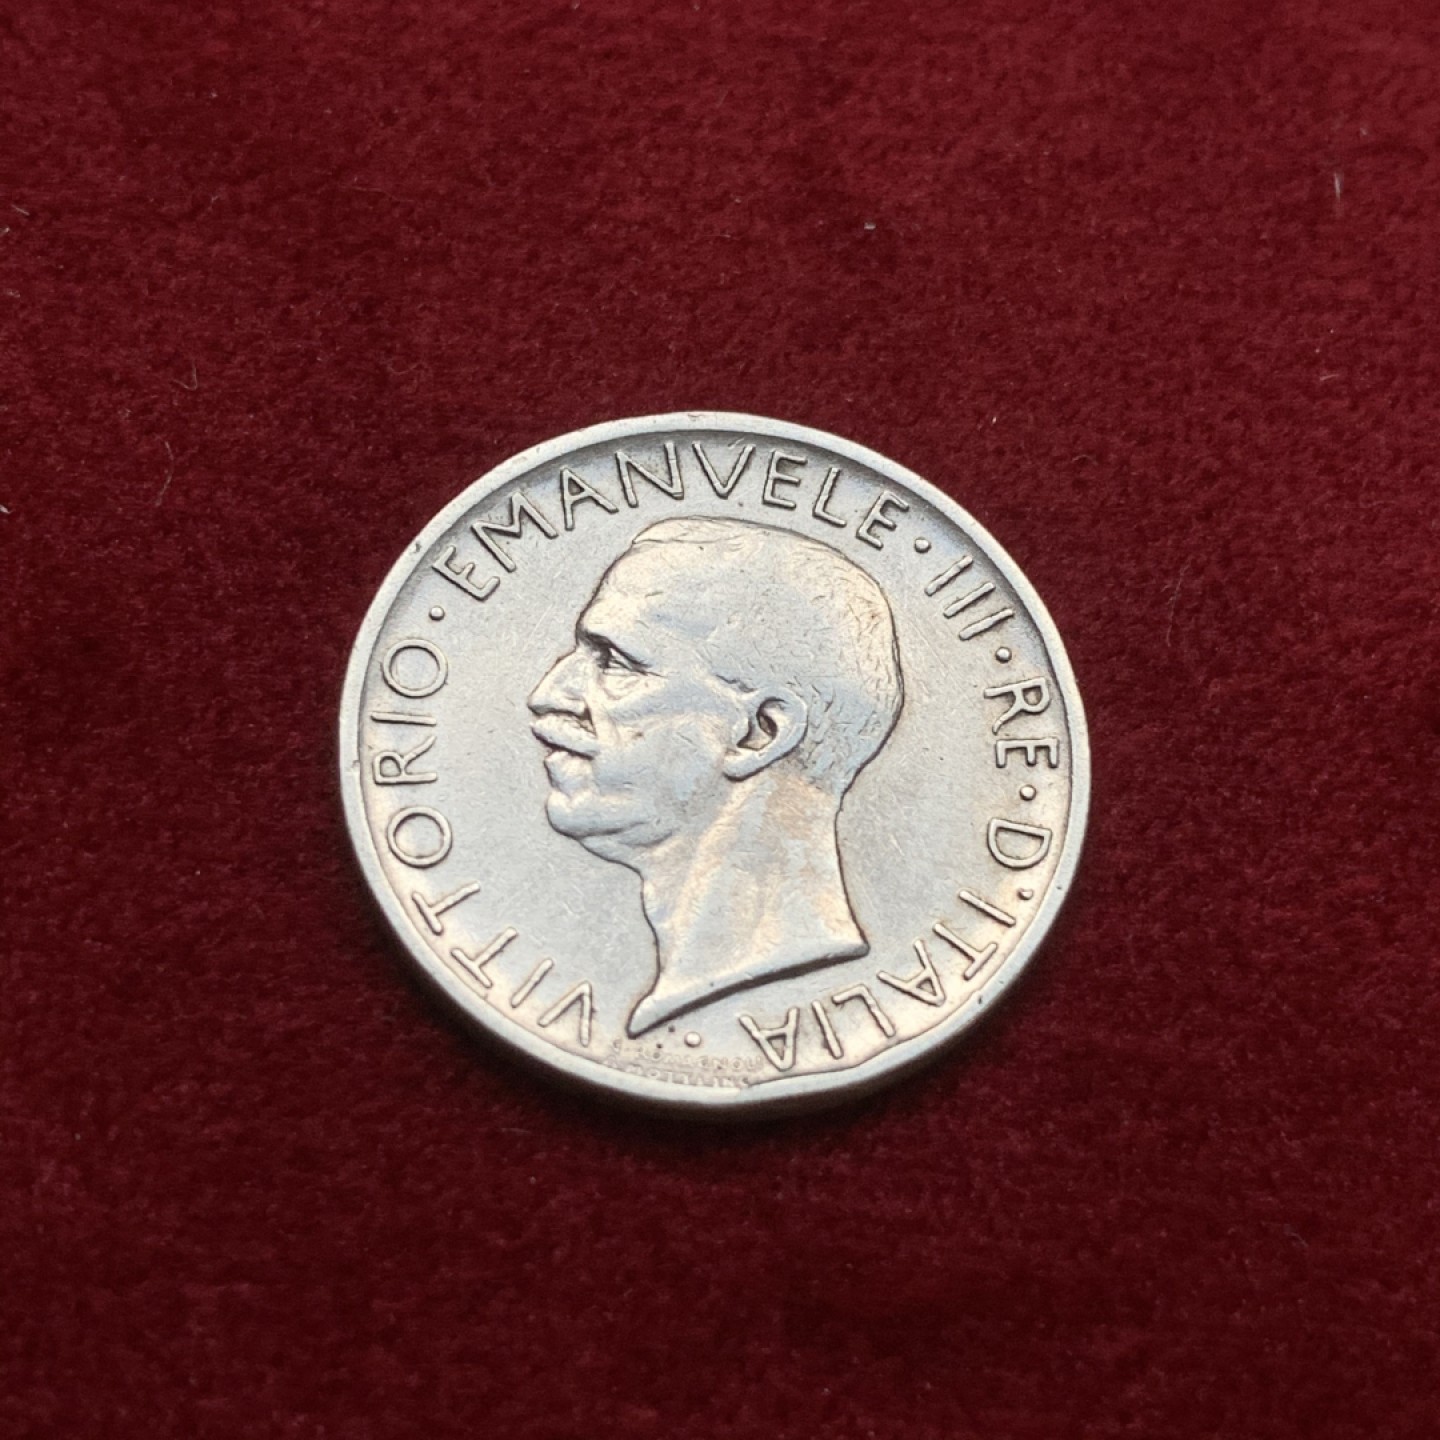 VITTORIO · EMANVELE · III · RE · D'ITALIA ·